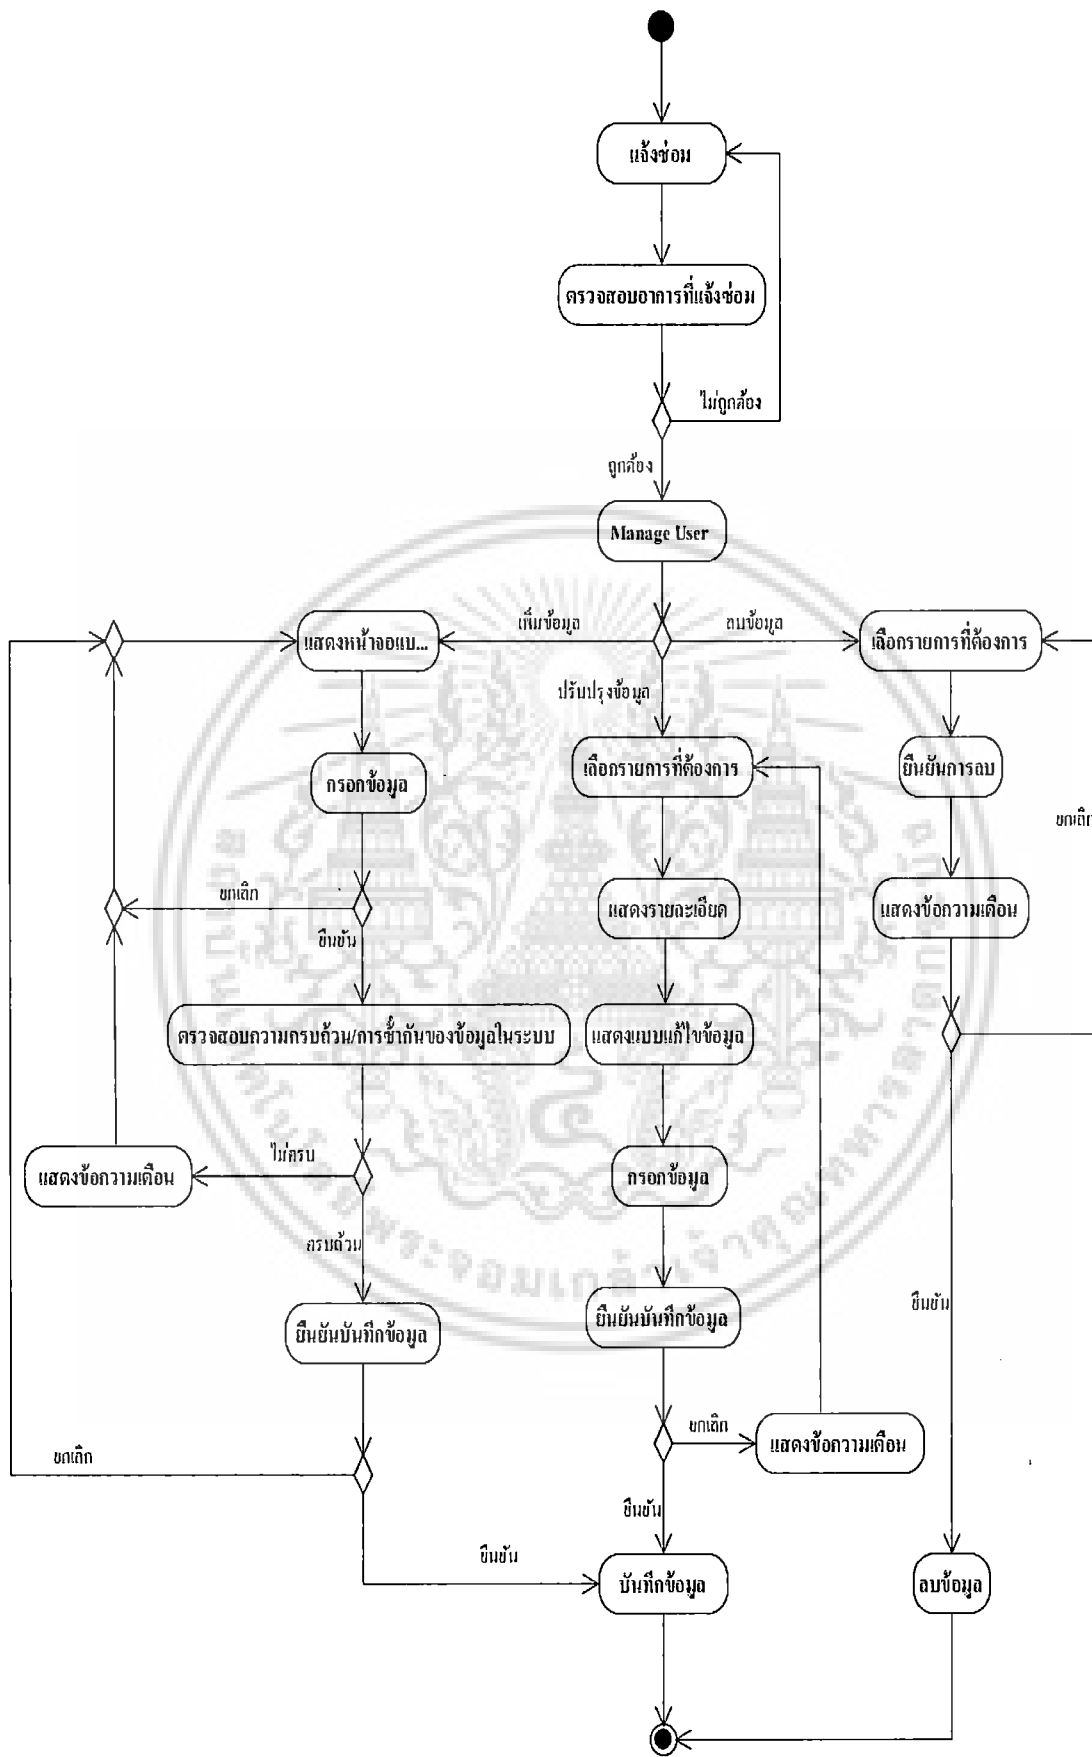 แจ้งซ่อม
ตรวจสอบอาการที่แจ้งซ่อม
ไม่ถูกต้อง
ถูกต้อง
Manage User
เพิ่มข้อมูล
ลบข้อมูล
แสดงหน้าจอแบ...
เลือกรายการที่ต้องการ
ปรับปรุงข้อมูล
กรอกข้อมูล
เลือกรายการที่ต้องการ
ยืนยันการลบ
ยกเลิก
ยกเลิก
แสดงรายละเอียด
แสดงข้อความเตือน
ยืนยัน
ตรวจสอบความครบถ้วน/การซ้ำกันของข้อมูลในระบบ
แสดงแบบแก้ไขข้อมูล
ไม่ครบ
แสดงข้อความเตือน
กรอกข้อมูล
ครบถ้วน
ยืนยัน
ยืนยันบันทึกข้อมูล
ยืนยันบันทึกข้อมูล
ยกเลิก
แสดงข้อความเตือน
ยกเลิก
ยืนยัน
ยืนยัน
บันทึกข้อมูล
ลบข้อมูล